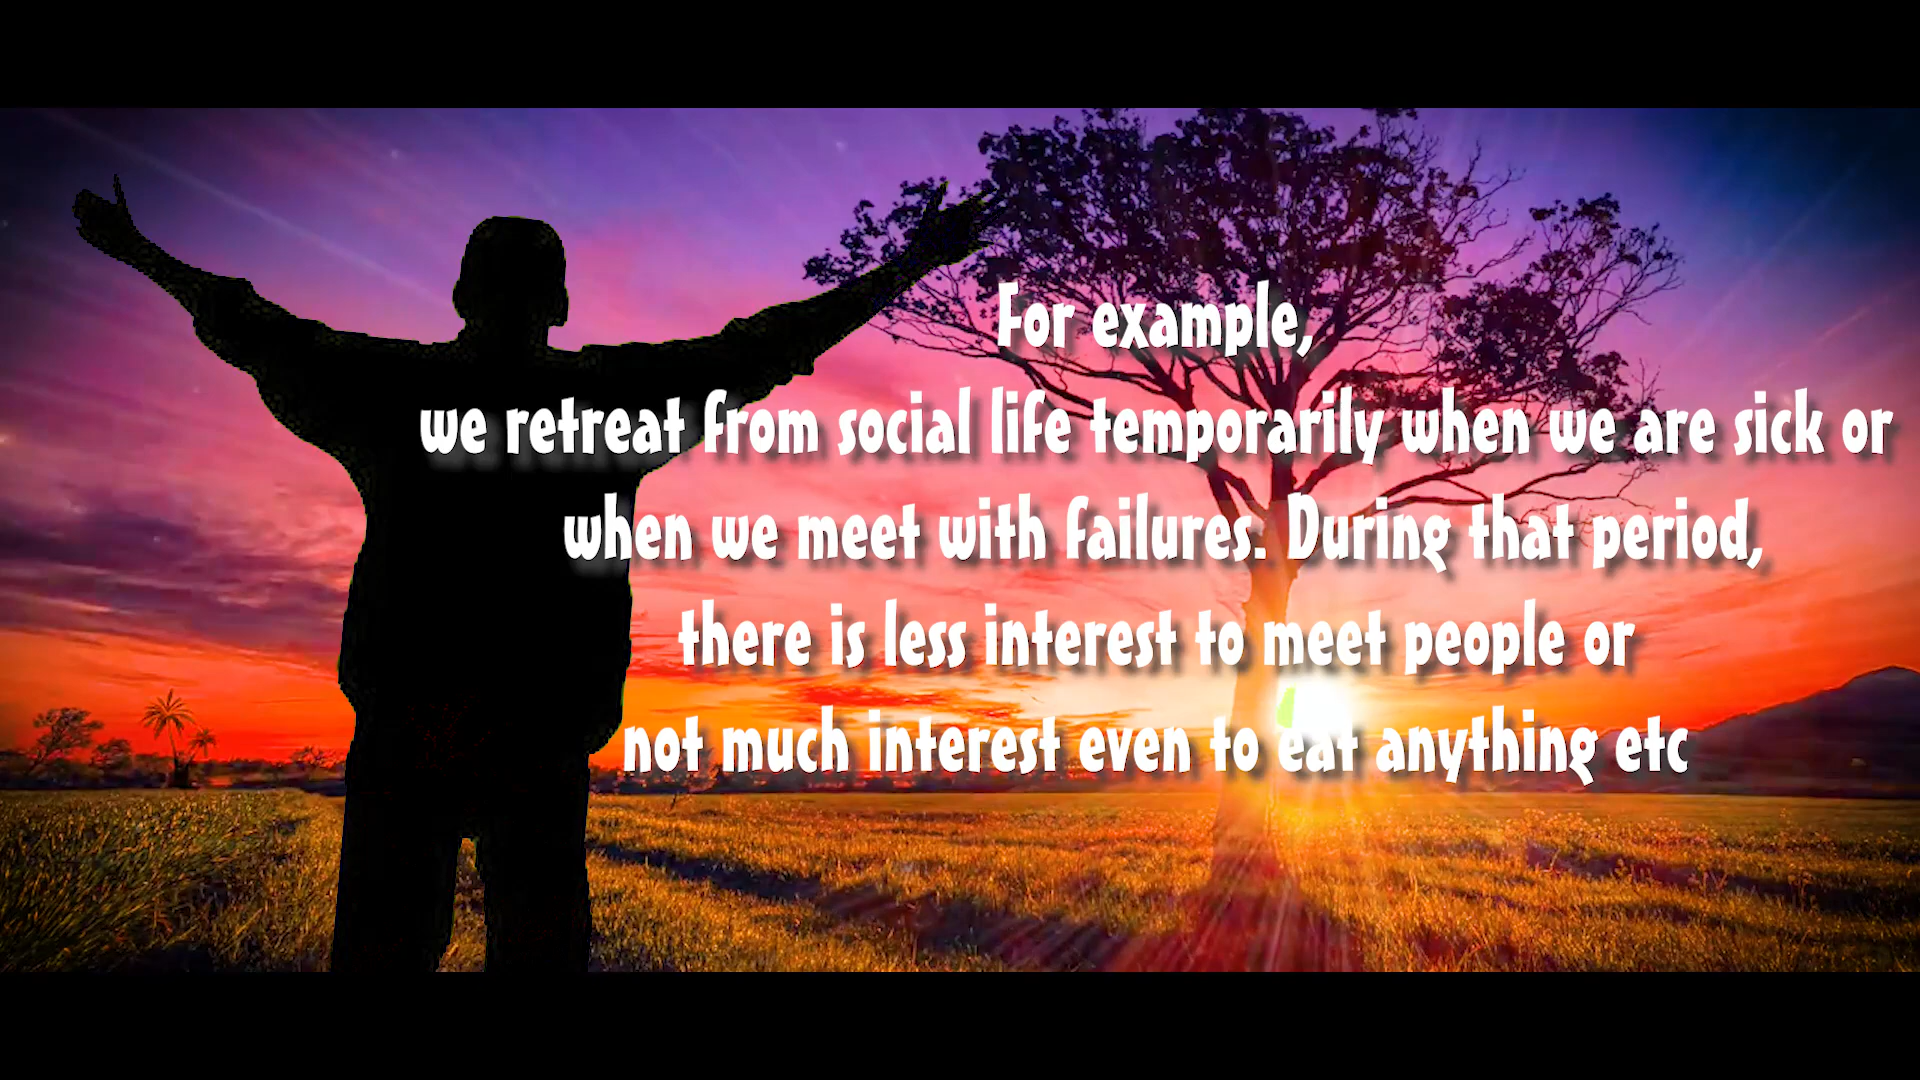 For example,
we retreat from social life temporarily when we are sick or
when we meet with failures. During that period,
there is less interest to meet people or
not much interest even to eat anything etc